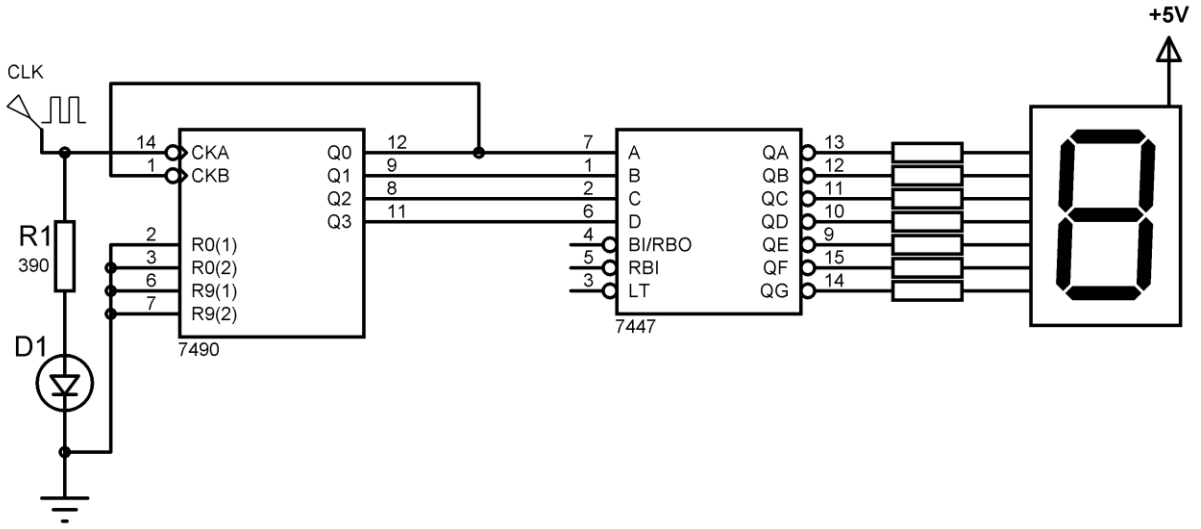 +5V
CLK
14 CKA Q0 12 7 A QA 13
1 CKB Q1 9 1 B QB 12
Q2 8 2 C QC 11
Q3 11 6 D QD 10
2 R0(1) 4 BI/RBO QE 9
3 R0(2) 5 RBI QF 15
6 R9(1) 3 LT QG 14
7 R9(2)
R1
390
7490
7447
D1